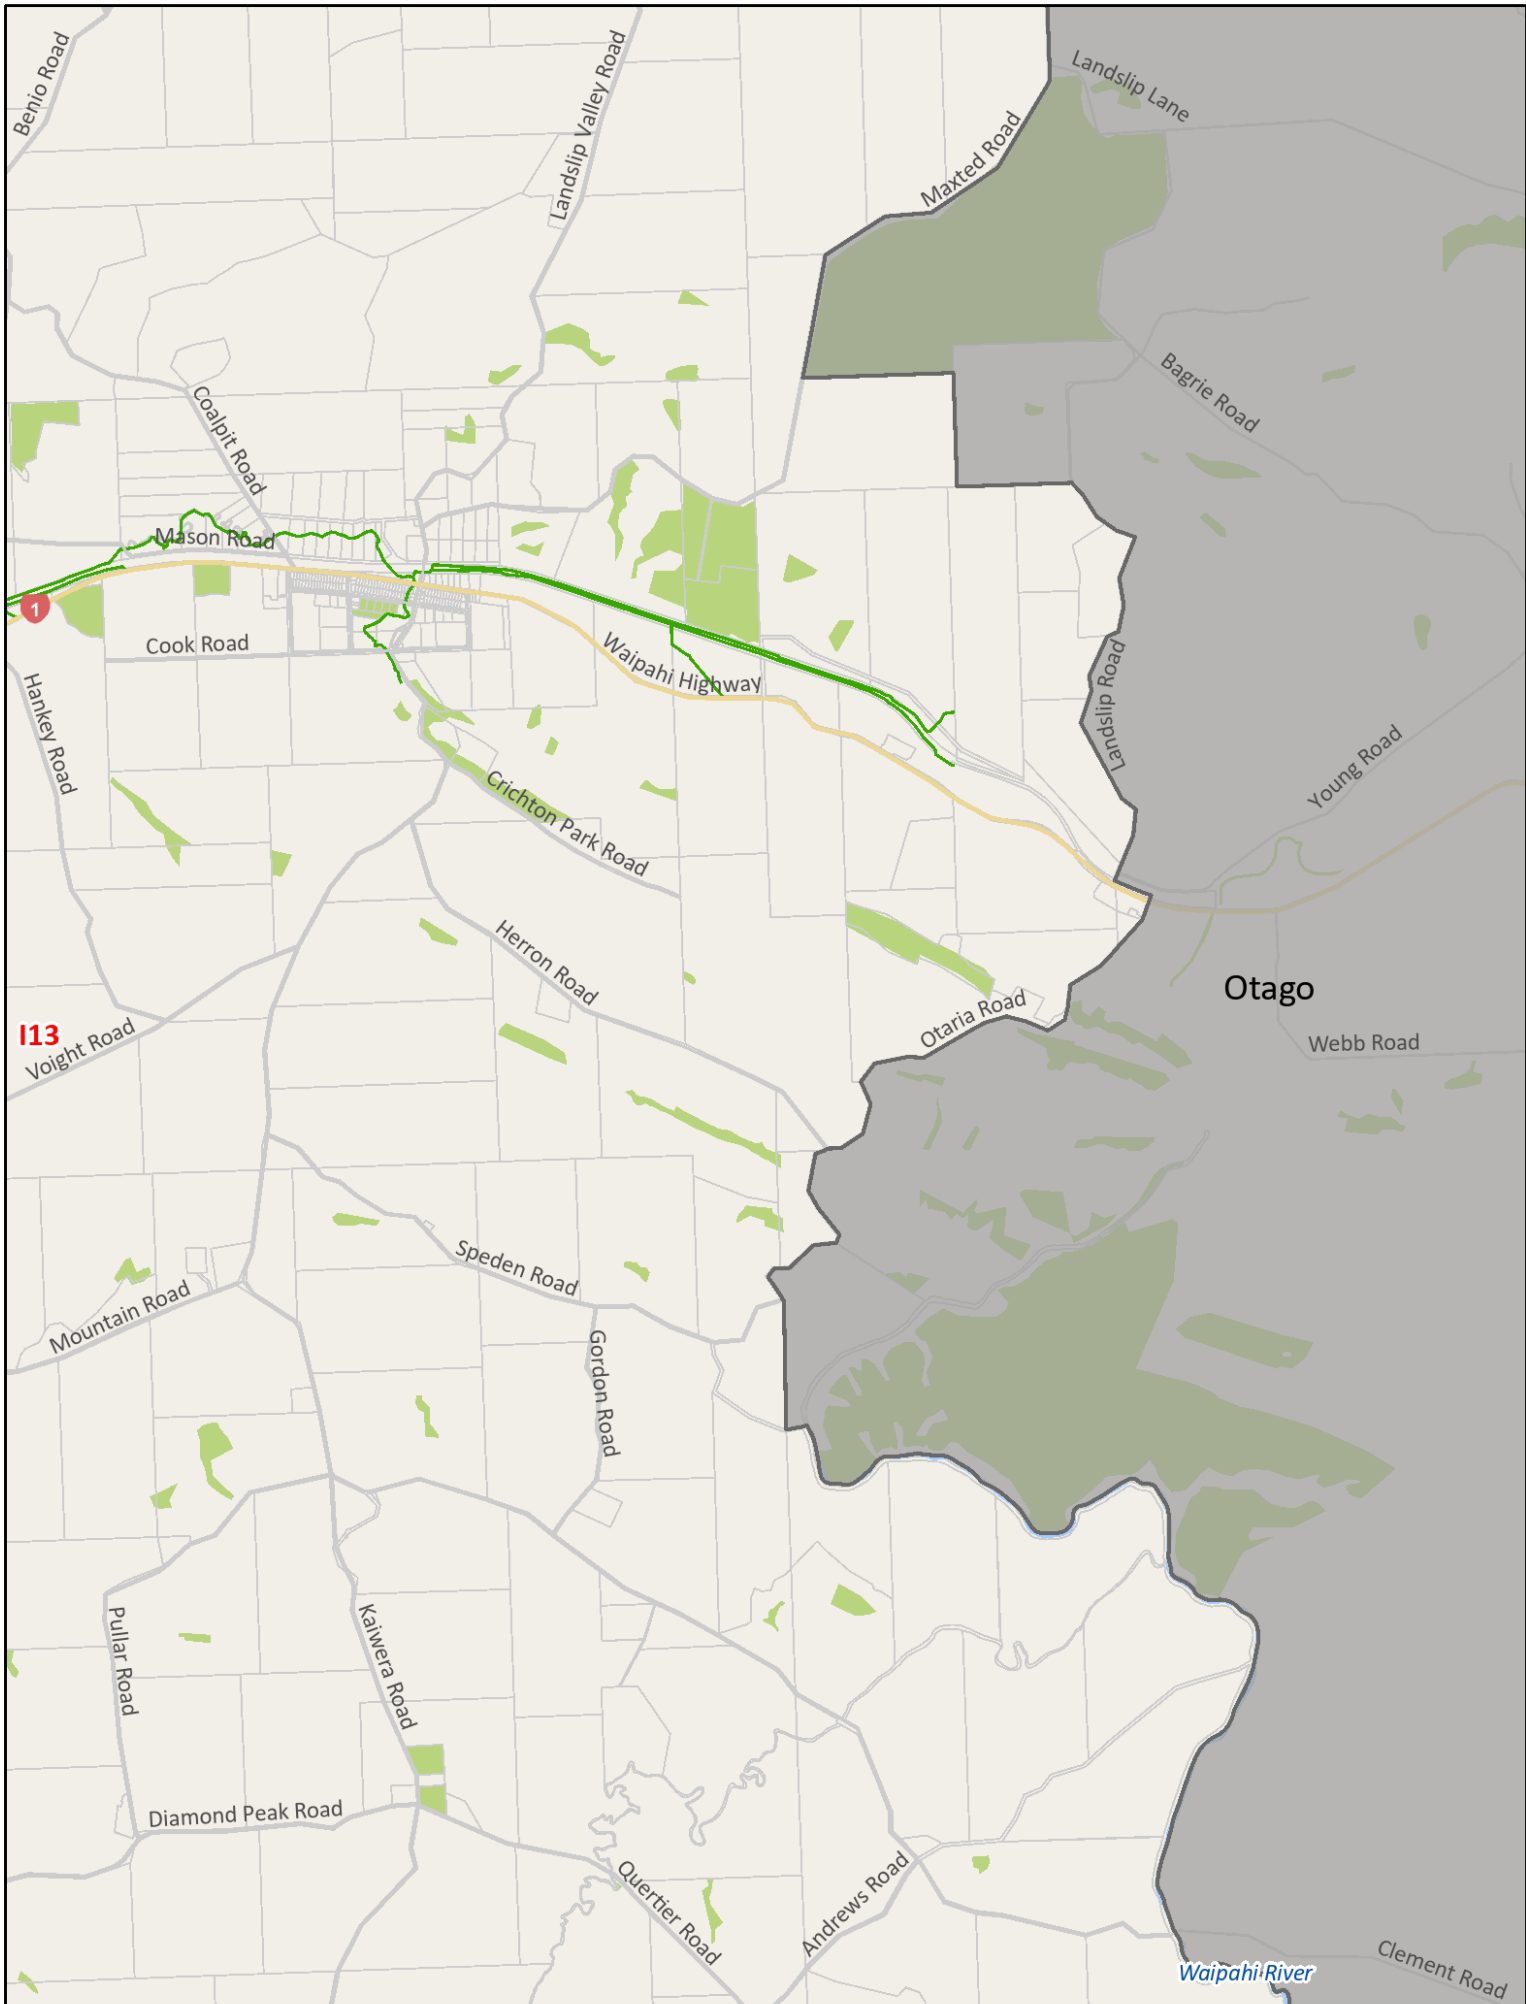 Benio Road
Landslip Valley Road
Landslip Lane
Maxted Road
Bagrie Road
Coalpit Road
Mason Road
1
Cook Road
Waipahi Highway
Hankey Road
Landslip Road
Young Road
Crichton Park Road
Herron Road
Otago
Otaria Road
I13
Voight Road
Webb Road
Speden Road
Mountain Road
Gordon Road
Pullar Road
Kaiwera Road
Diamond Peak Road
Quertier Road
Andrews Road
Clement Road
Waipahi River